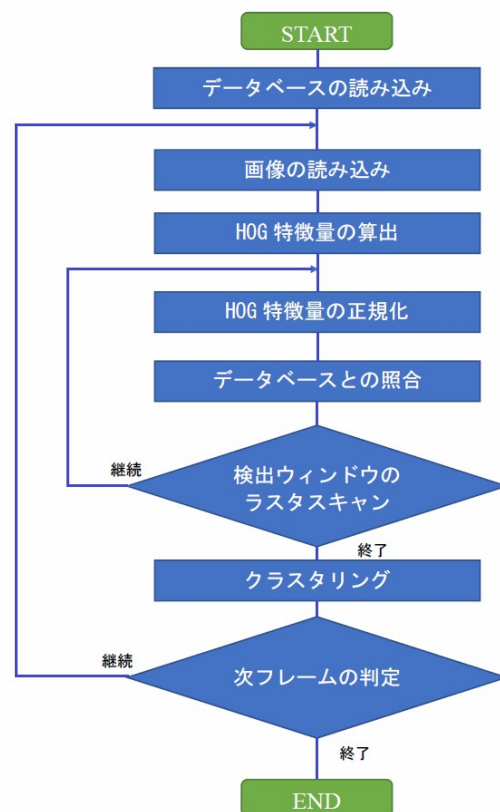 START
データベースの読み込み
画像の読み込み
HOG 特徴量の算出
HOG 特徴量の正規化
データベースとの照合
検出ウィンドウの
ラスタスキャン
継続
終了
クラスタリング
次フレームの判定
継続
終了
END